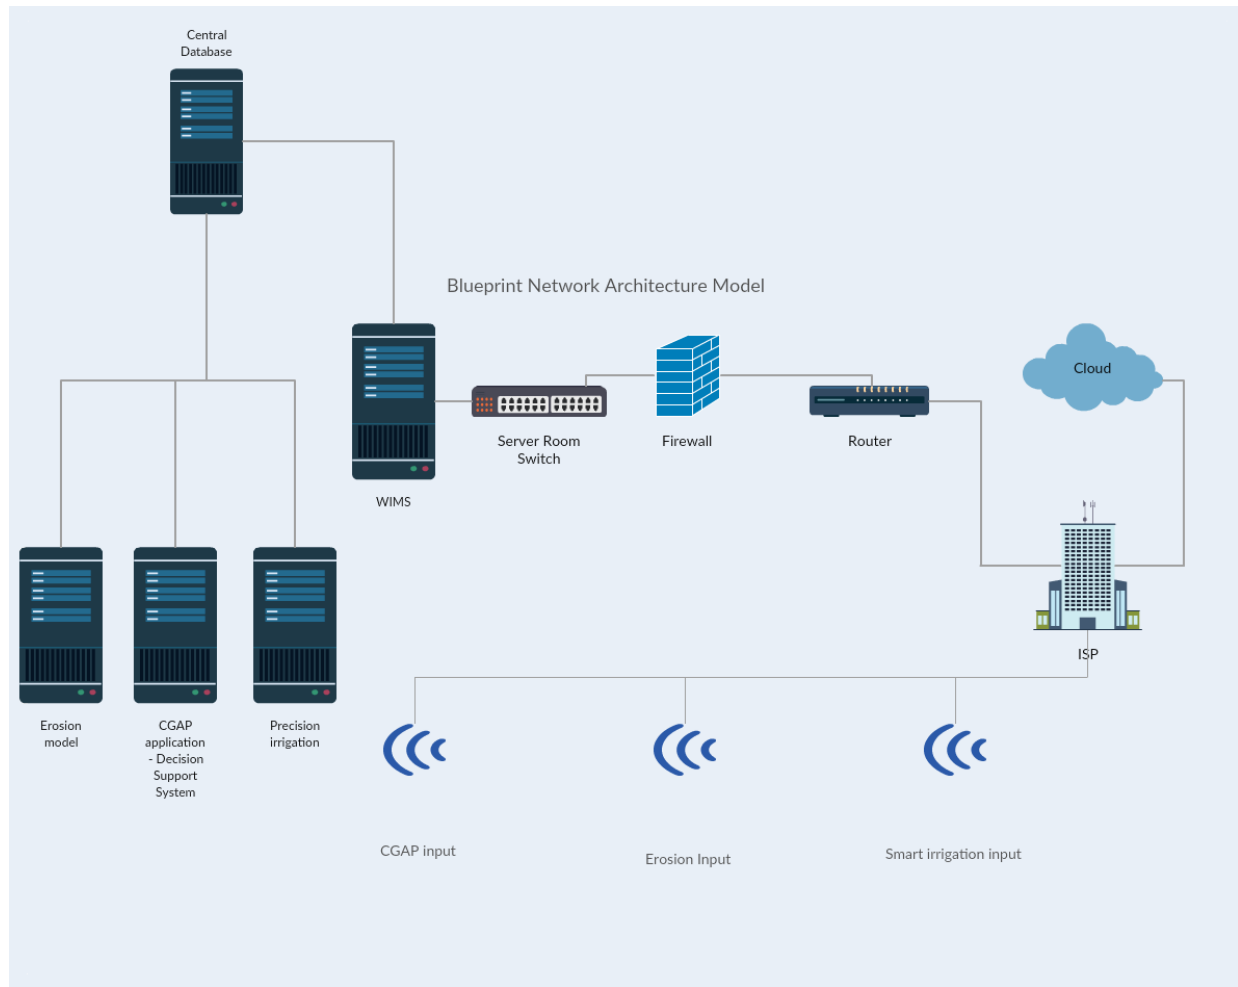 Central
Database
Blueprint Network Architecture Model
Cloud
Server Room
Switch
Firewall
Router
WIMS
ISP
Erosion
model
CGAP
application
- Decision
Support
System
Precision
irrigation
CGAP input
Erosion Input
Smart irrigation input